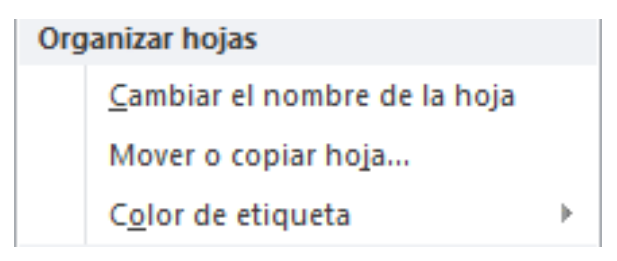 Organizar hojas
Cambiar el nombre de la hoja
Mover o copiar hoja...
Color de etiqueta